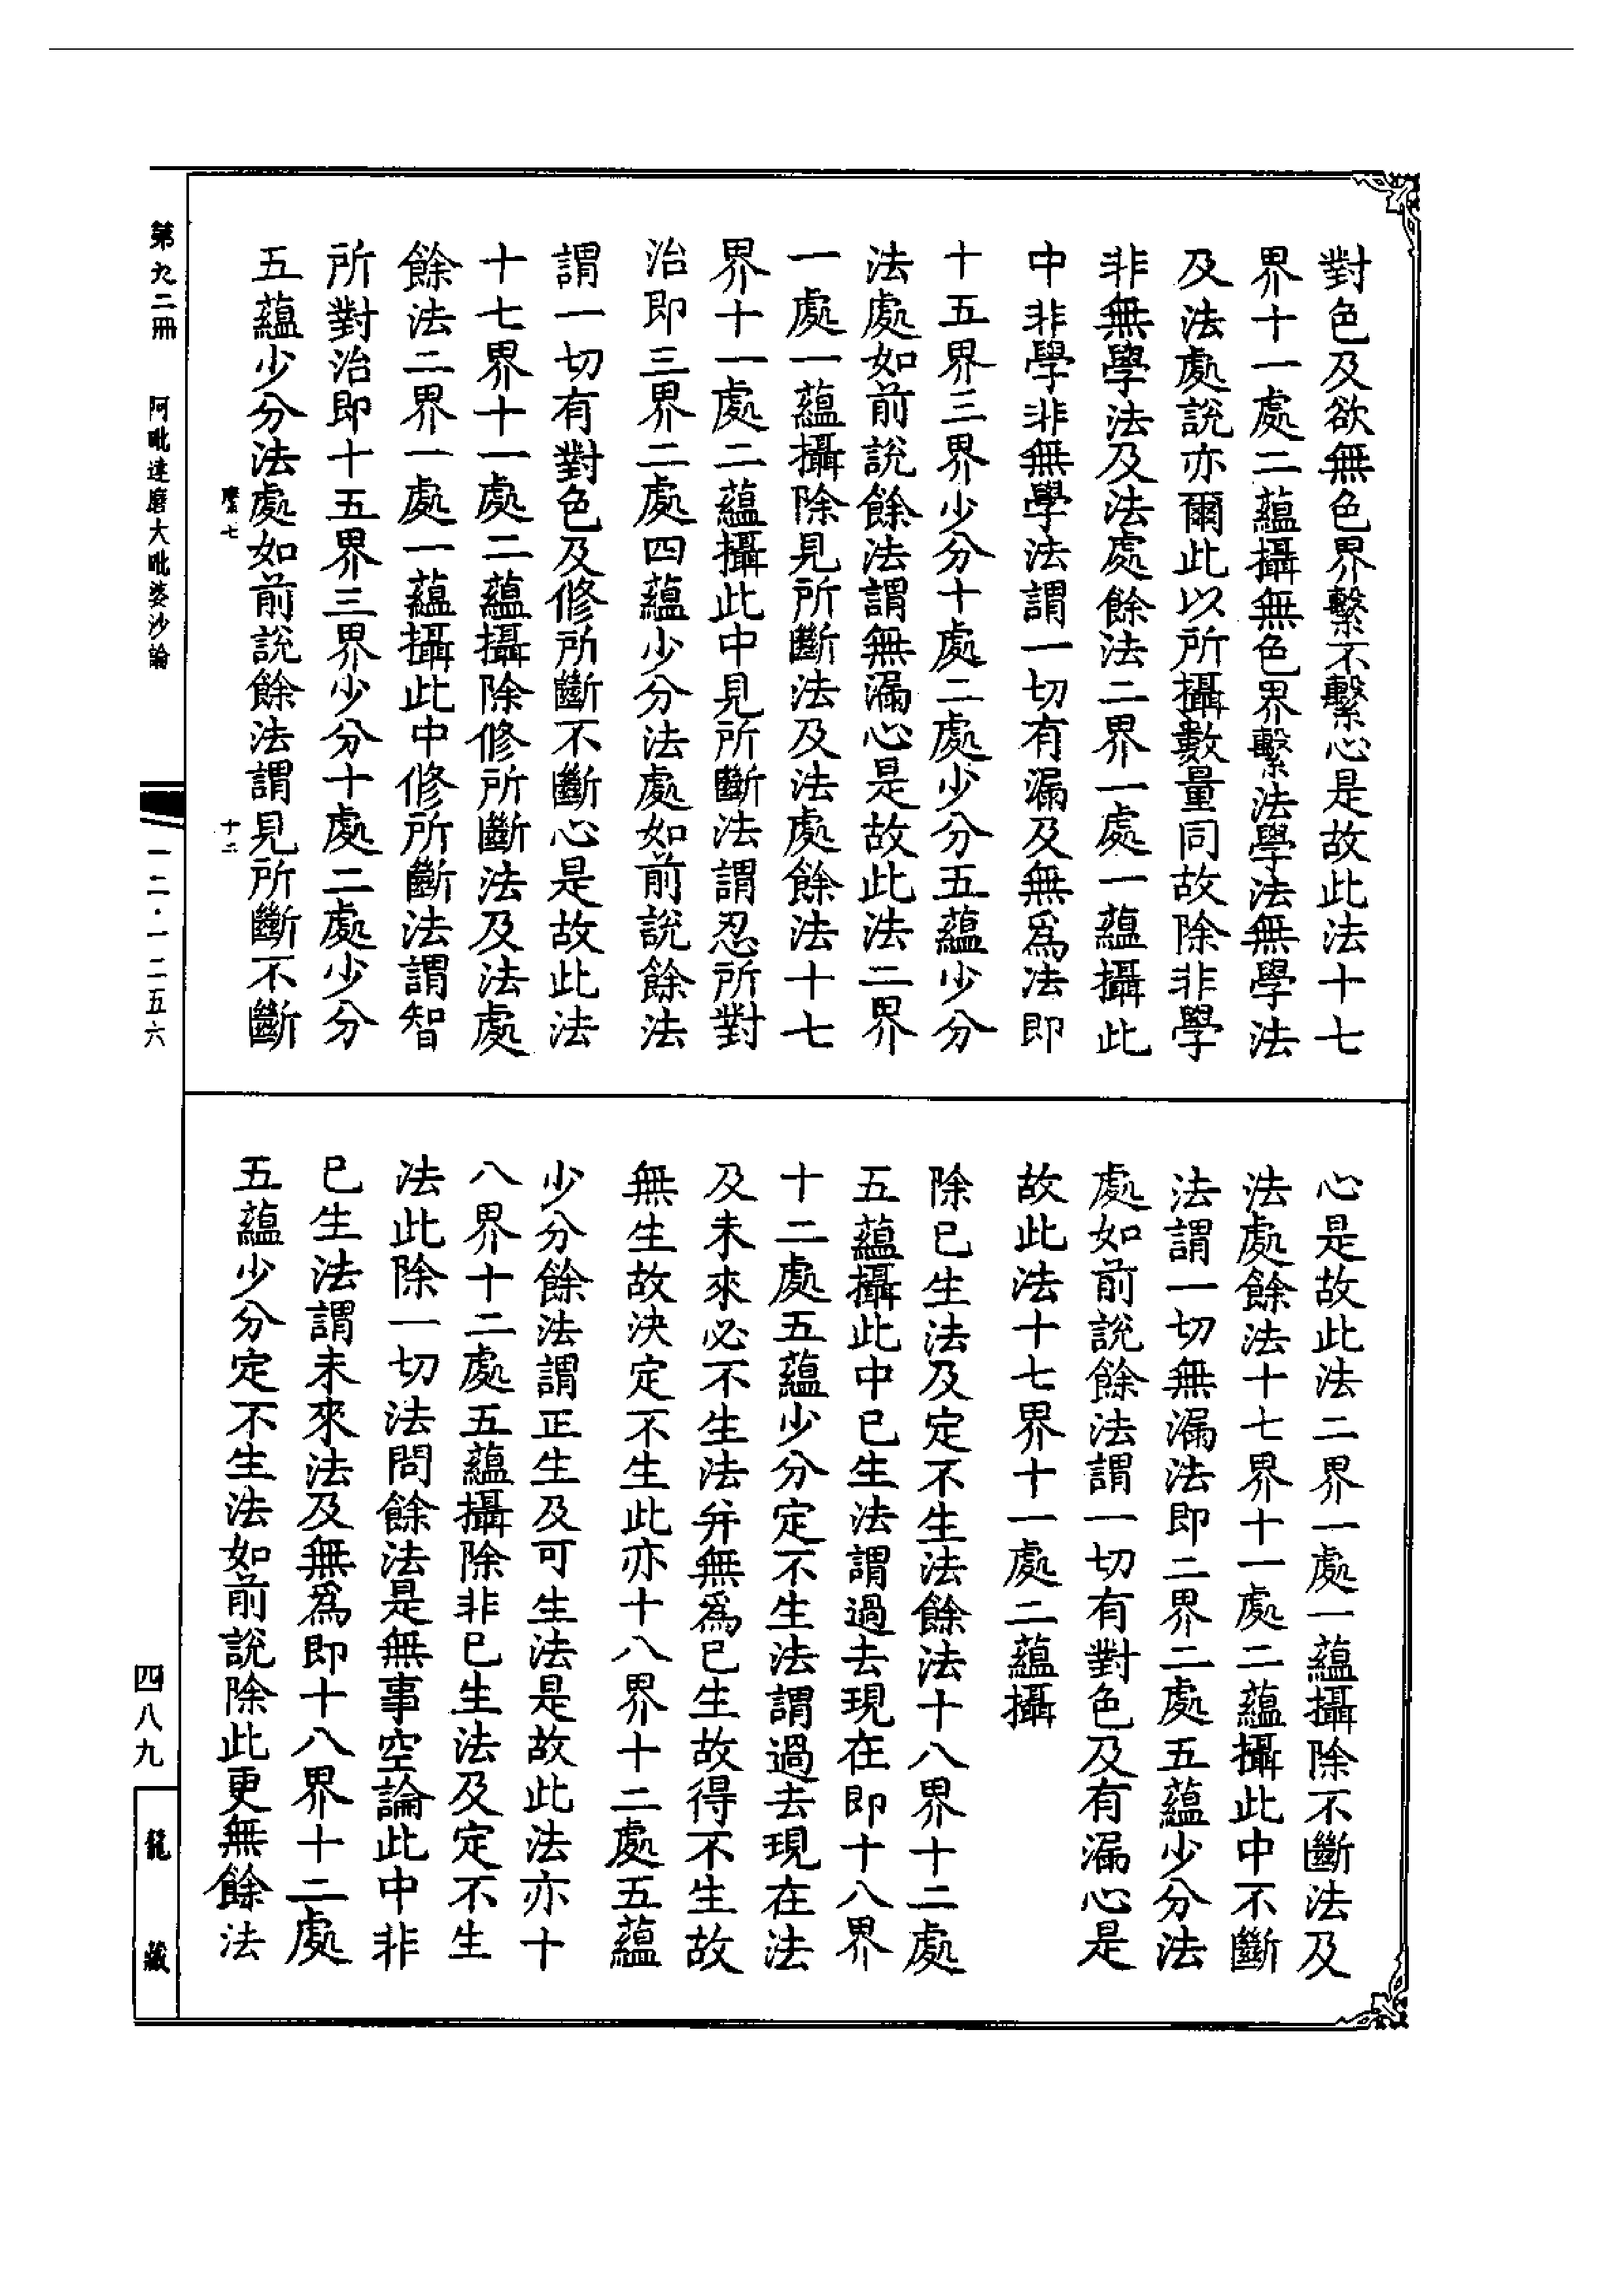 對色及欲無色界繫不繫心是故此法十七
界十一處二蘊攝無色界繫法學法無學法
及法處說亦爾此以所攝數量同故除非學
非無學法及法處餘法二界一處一蘊攝此
中非學非無學法謂一切有漏及無爲法即
十五界三界少分十處二處少分五蘊少分
法處如前說餘法謂無漏心是故此法二界
一處一蘊攝除見所斷法及法處餘法十七
界十一處二蘊攝此中見所斷法謂忍所對
治即三界二處四蘊少分法處如前說餘法
謂一切有對色及修所斷不斷心是故此法
十七界十一處二蘊攝除修所斷法及法處
餘法二界一處一蘊攝此中修所斷法謂智
所對治即十五界三界少分十處二處少分
五蘊少分法處如前說餘法謂見所斷不斷
心是故此法二界一處一蘊攝除不斷法及
法處餘法十七界十一處二蘊攝此中不斷
法謂一切無漏法即二界二處五蘊少分法
處如前說餘法謂一切有對色及有漏心是
故此法十七界十一處二蘊攝
除已生法及定不生法餘法十八界十二處
五蘊攝此中已生法謂過去現在即十八界
十二處五蘊少分定不生法謂過去現在法
及未來必不生法并無爲已生故得不生故
無生故決定不生此亦十八界十二處五蘊
少分餘法謂正生及可生法是故此法亦十
八界十二處五蘊攝除非已生法及定不生
法此除一切法問餘法是無事空論此中非
已生法謂未來法及無爲即十八界十二處
五蘊少分定不生法如前說除此更無餘法
第九二冊 阿毗達磨大毗婆沙論
一二·一二五六
四八九
龍藏